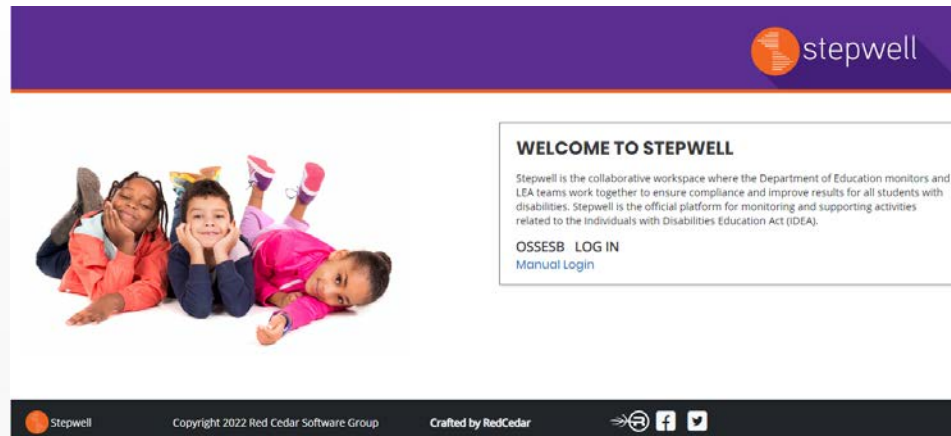 stepwell
WELCOME TO STEPWELL
Stepwell is the collaborative workspace where the Department of Education monitors and
LEA teams work together to ensure compliance and improve results for all students with
disabilities. Stepwell is the official platform for monitoring and supporting activities
related to the Individuals with Disabilities Education Act (IDEA).
OSSESB LOG IN
Manual Login
Stepwell Copyright 2022 Red Cedar Software Group Crafted by RedCedar